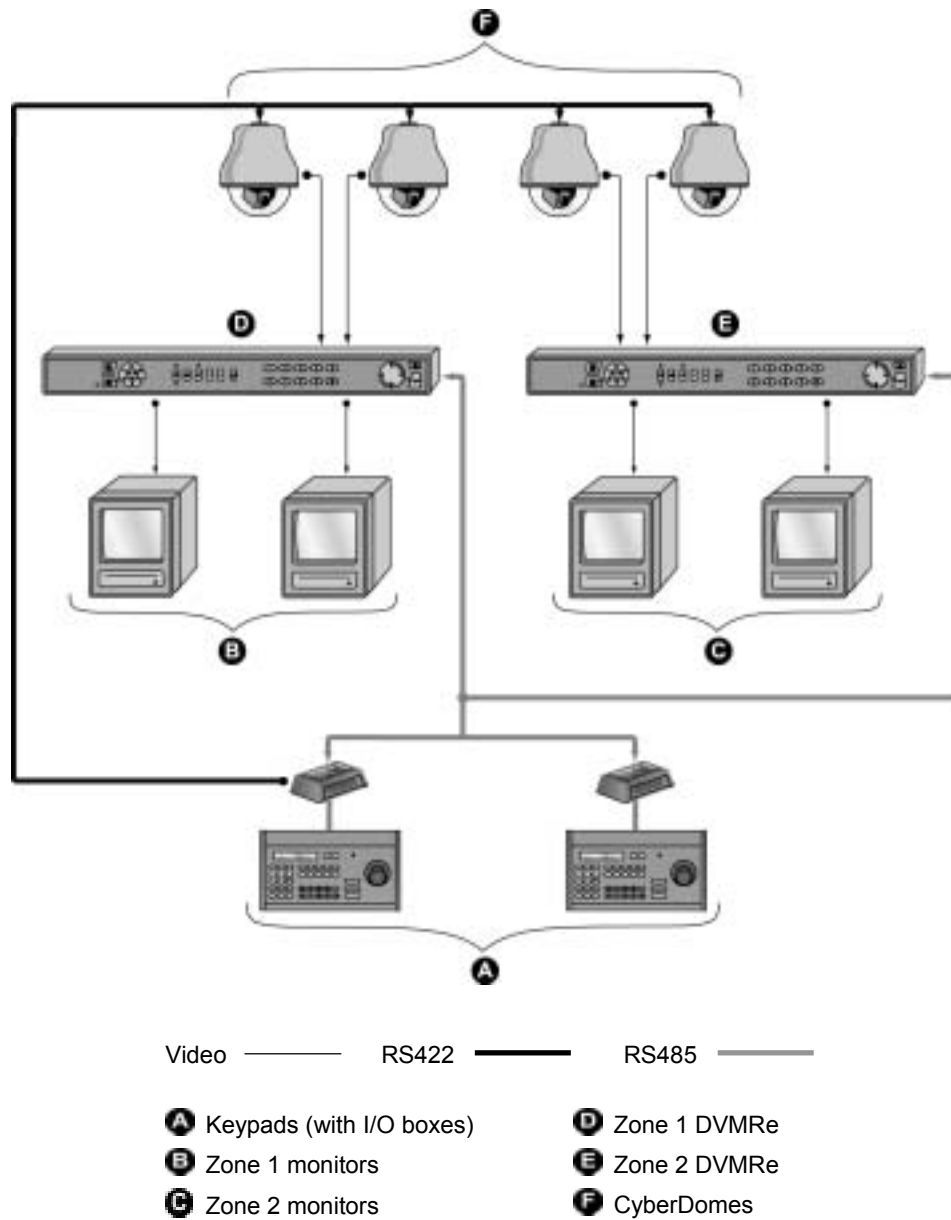 F
D
E
B
C
A
Video
RS422
RS485
A Keypads (with I/O boxes)
D Zone 1 DVMRe
B Zone 1 monitors
E Zone 2 DVMRe
C Zone 2 monitors
F CyberDomes